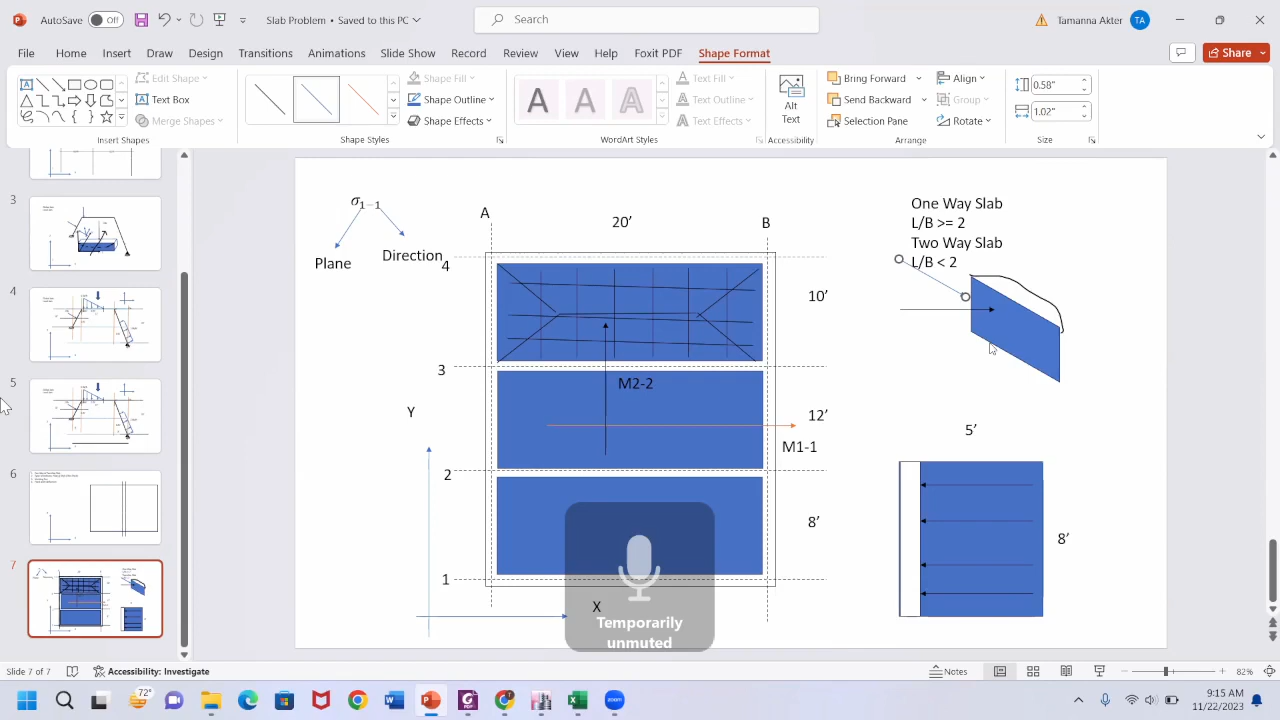 AutoSave Off
Slab Problem • Saved to this PC
Search
Tamanna Akter TA
File Home Insert Draw Design Transitions Animations Slide Show Record Review View Help Foxit PDF Shape Format
Share
Edit Shape
Text Box
Merge Shapes
Insert Shapes
Shape Fill
Shape Outline
Shape Effects
Shape Styles
A A A
Text Fill
Text Outline
Text Effects
WordArt Styles
Alt
Text
Accessibility
Bring Forward
Send Backward
Selection Pane
Align
Group
Rotate
Arrange
0.58"
1.02"
Size
3
4
5
6
7
σ1−1
Plane
Direction
A
20’
B
4
10’
3
M2-2
Y
12’
M1-1
2
8’
1
X
One Way Slab
L/B >= 2
Two Way Slab
L/B < 2
5’
8’
Temporarily
unmuted
Slide 7 of 7
Accessibility: Investigate
Notes
82%
72°
zoom
9:15 AM
11/22/2023